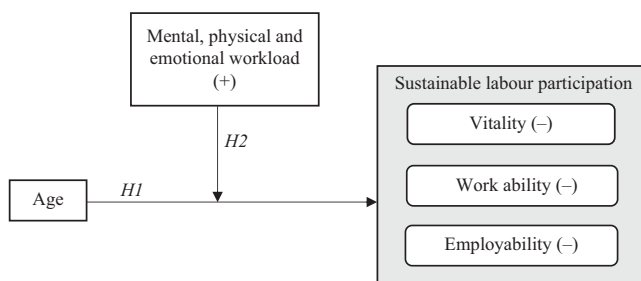 Mental, physical and
emotional workload
(+)
Sustainable labour participation
Vitality (–)
H2
Work ability (–)
H1
Age
Employability (–)